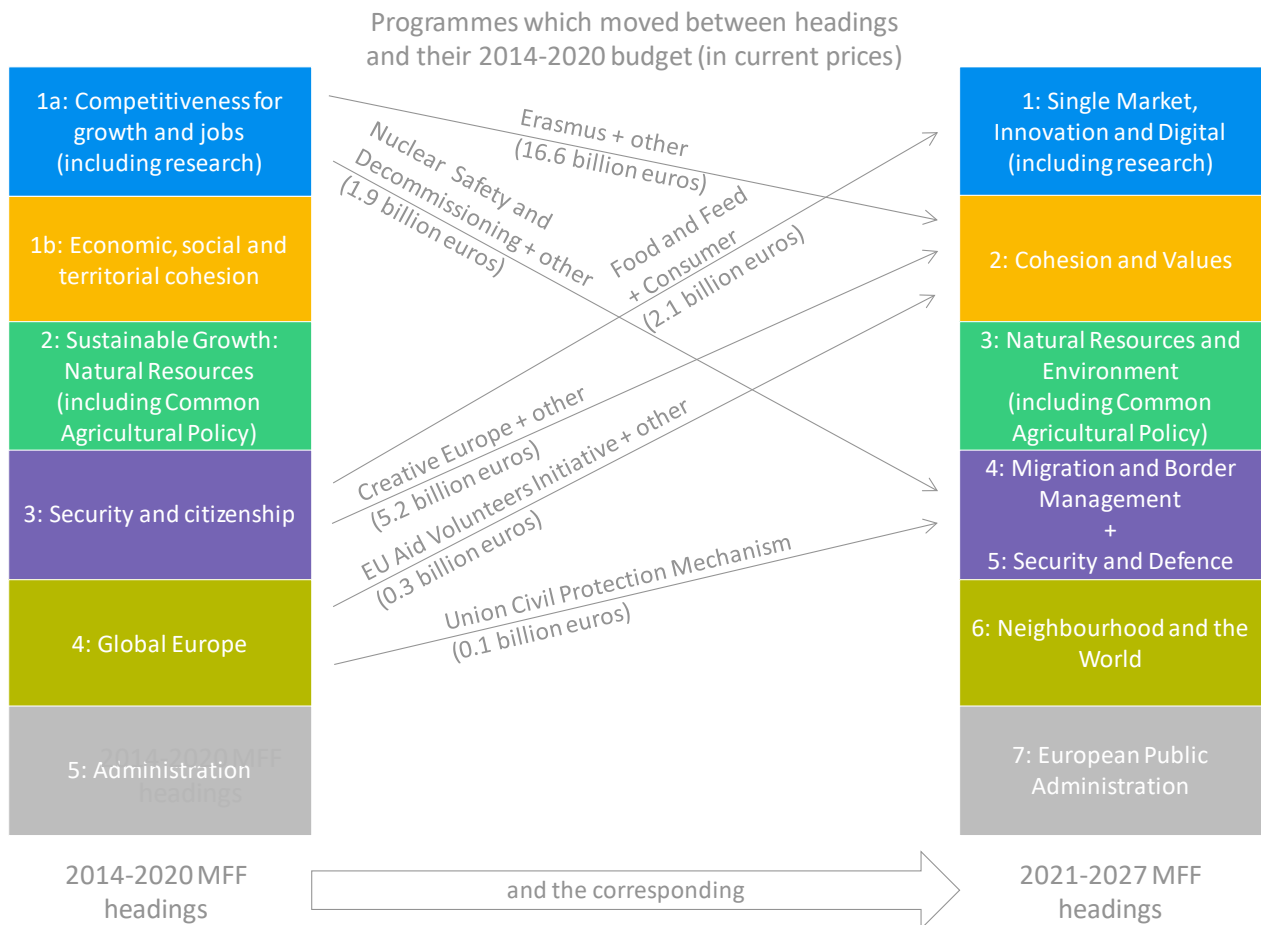 Programmes which moved between headings
and their 2014-2020 budget (in current prices)
1a: Competitiveness for
growth and jobs
(including research)
1b: Economic, social and
territorial cohesion
2: Sustainable Growth:
Natural Resources
(including Common
Agricultural Policy)
3: Security and citizenship
4: Global Europe
2014-2020 MFF
5: Administration
headings
Erasmus + other
(16.6 billion euros)
Nuclear Safety and
Decommissioning + other
(1.9 billion euros)
Food and Feed
+ Consumer
(2.1 billion euros)
Creative Europe + other
(5.2 billion euros)
EU Aid Volunteers Initiative + other
(0.3 billion euros)
Union Civil Protection Mechanism
(0.1 billion euros)
1: Single Market,
Innovation and Digital
(including research)
2: Cohesion and Values
3: Natural Resources and
Environment
(including Common
Agricultural Policy)
4: Migration and Border
Management
+
5: Security and Defence
6: Neighbourhood and the
World
7: European Public
Administration
2014-2020 MFF
headings
and the corresponding
2021-2027 MFF
headings